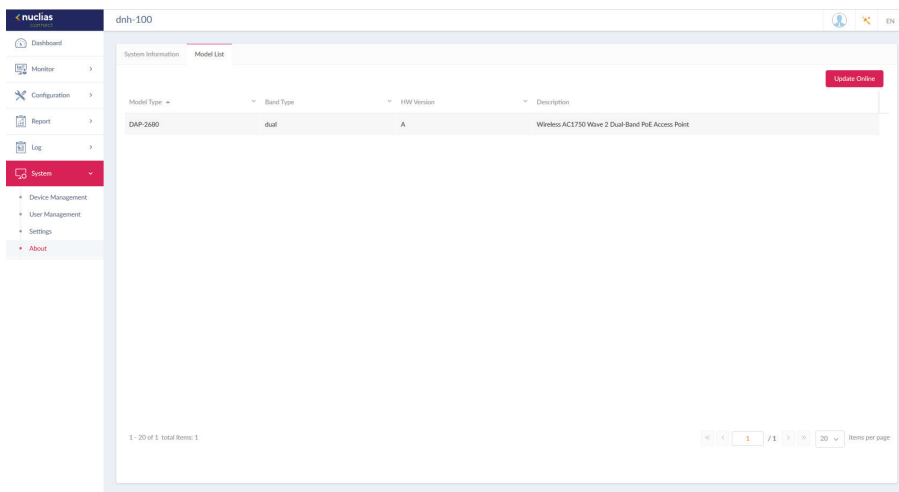 nuclias
connect
dnh-100
EN
Dashboard
Monitor
Configuration
Report
Log
System
Device Management
User Management
Settings
About
System Information
Model List
Update Online
Model Type
Band Type
HW Version
Description
DAP-2680
dual
A
Wireless AC1750 Wave 2 Dual-Band PoE Access Point
1 - 20 of 1 total items: 1
1 / 1
20
items per page